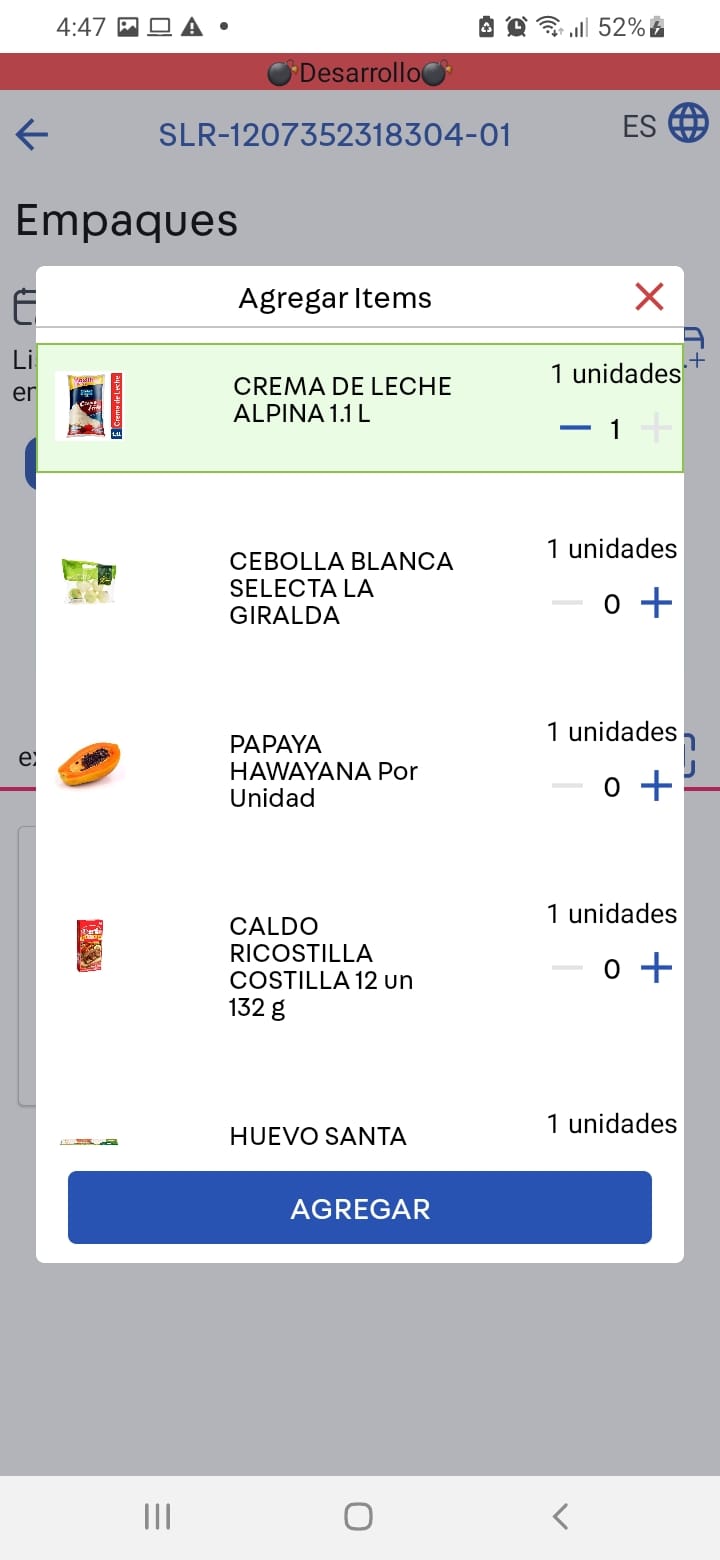 4:47
52%
💣Desarrollo💣
SLR-1207352318304-01
ES
Empaques
Agregar Items
Li
er
CREMA DE LECHE
ALPINA 1.1 L
1 unidades
1
CEBOLLA BLANCA
SELECTA LA
GIRALDA
1 unidades
0
PAPAYA
HAWAYANA Por
Unidad
1 unidades
0
CALDO
RICOSTILLA
COSTILLA 12 un
132 g
1 unidades
0
HUEVO SANTA
1 unidades
AGREGAR